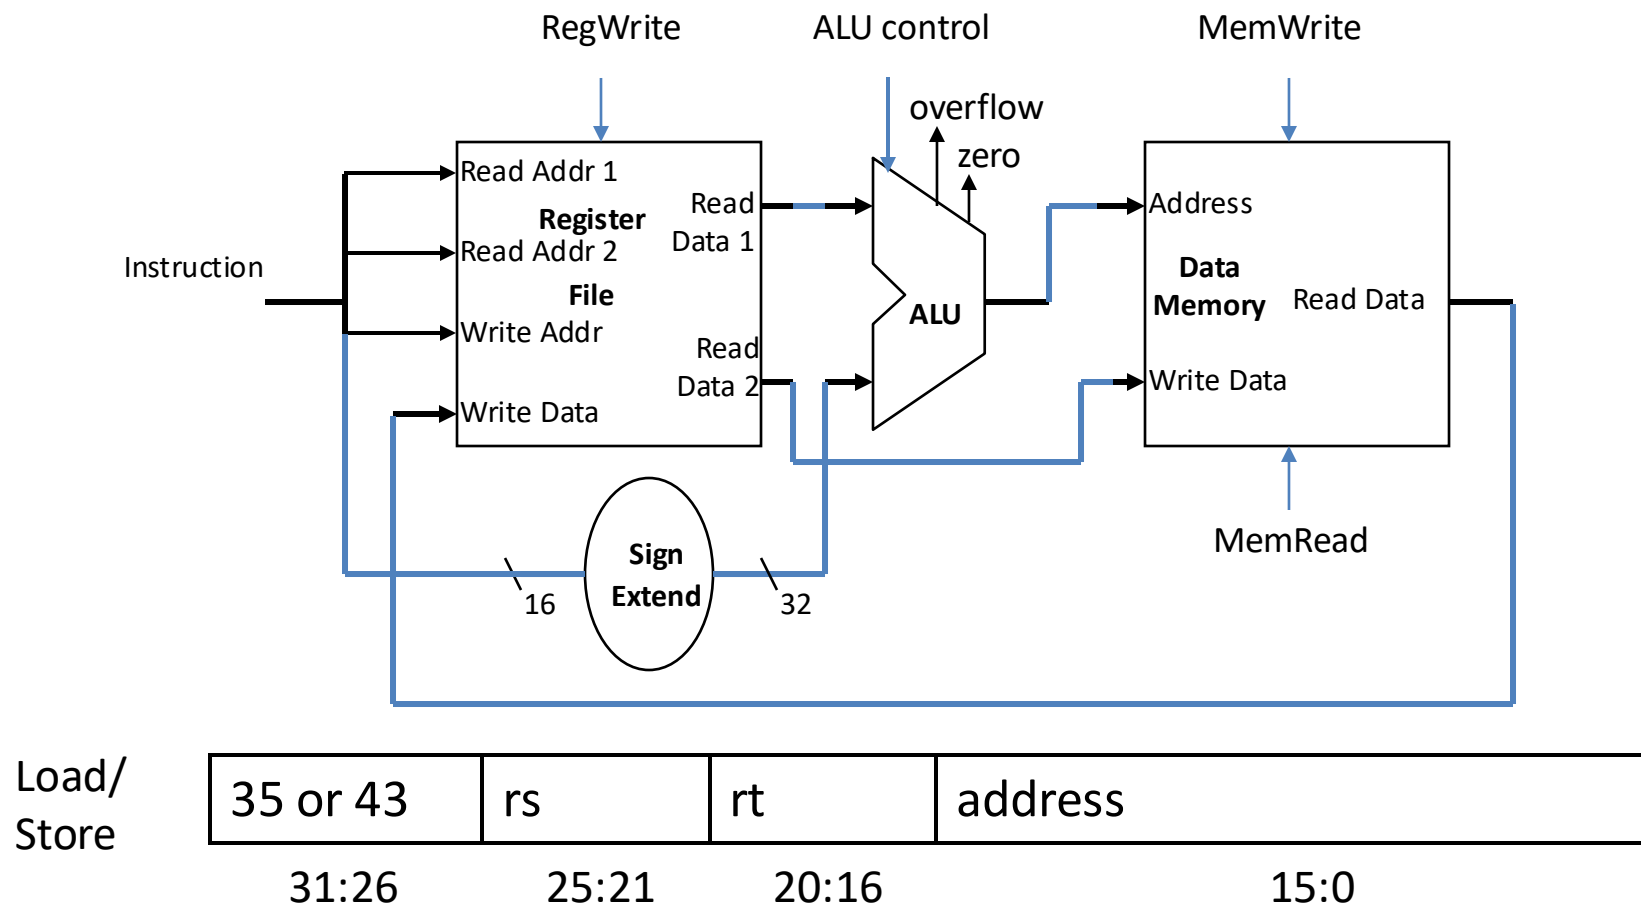 RegWrite
ALU control
MemWrite
overflow
zero
Read Addr 1
Register
Read Addr 2
File
Write Addr
Write Data
Read
Data 1
Read
Data 2
Instruction
ALU
Address
Data
Memory
Read Data
Write Data
MemRead
Sign
Extend
16
32
Load/
Store
35 or 43 rs rt address
31:26 25:21 20:16 15:0